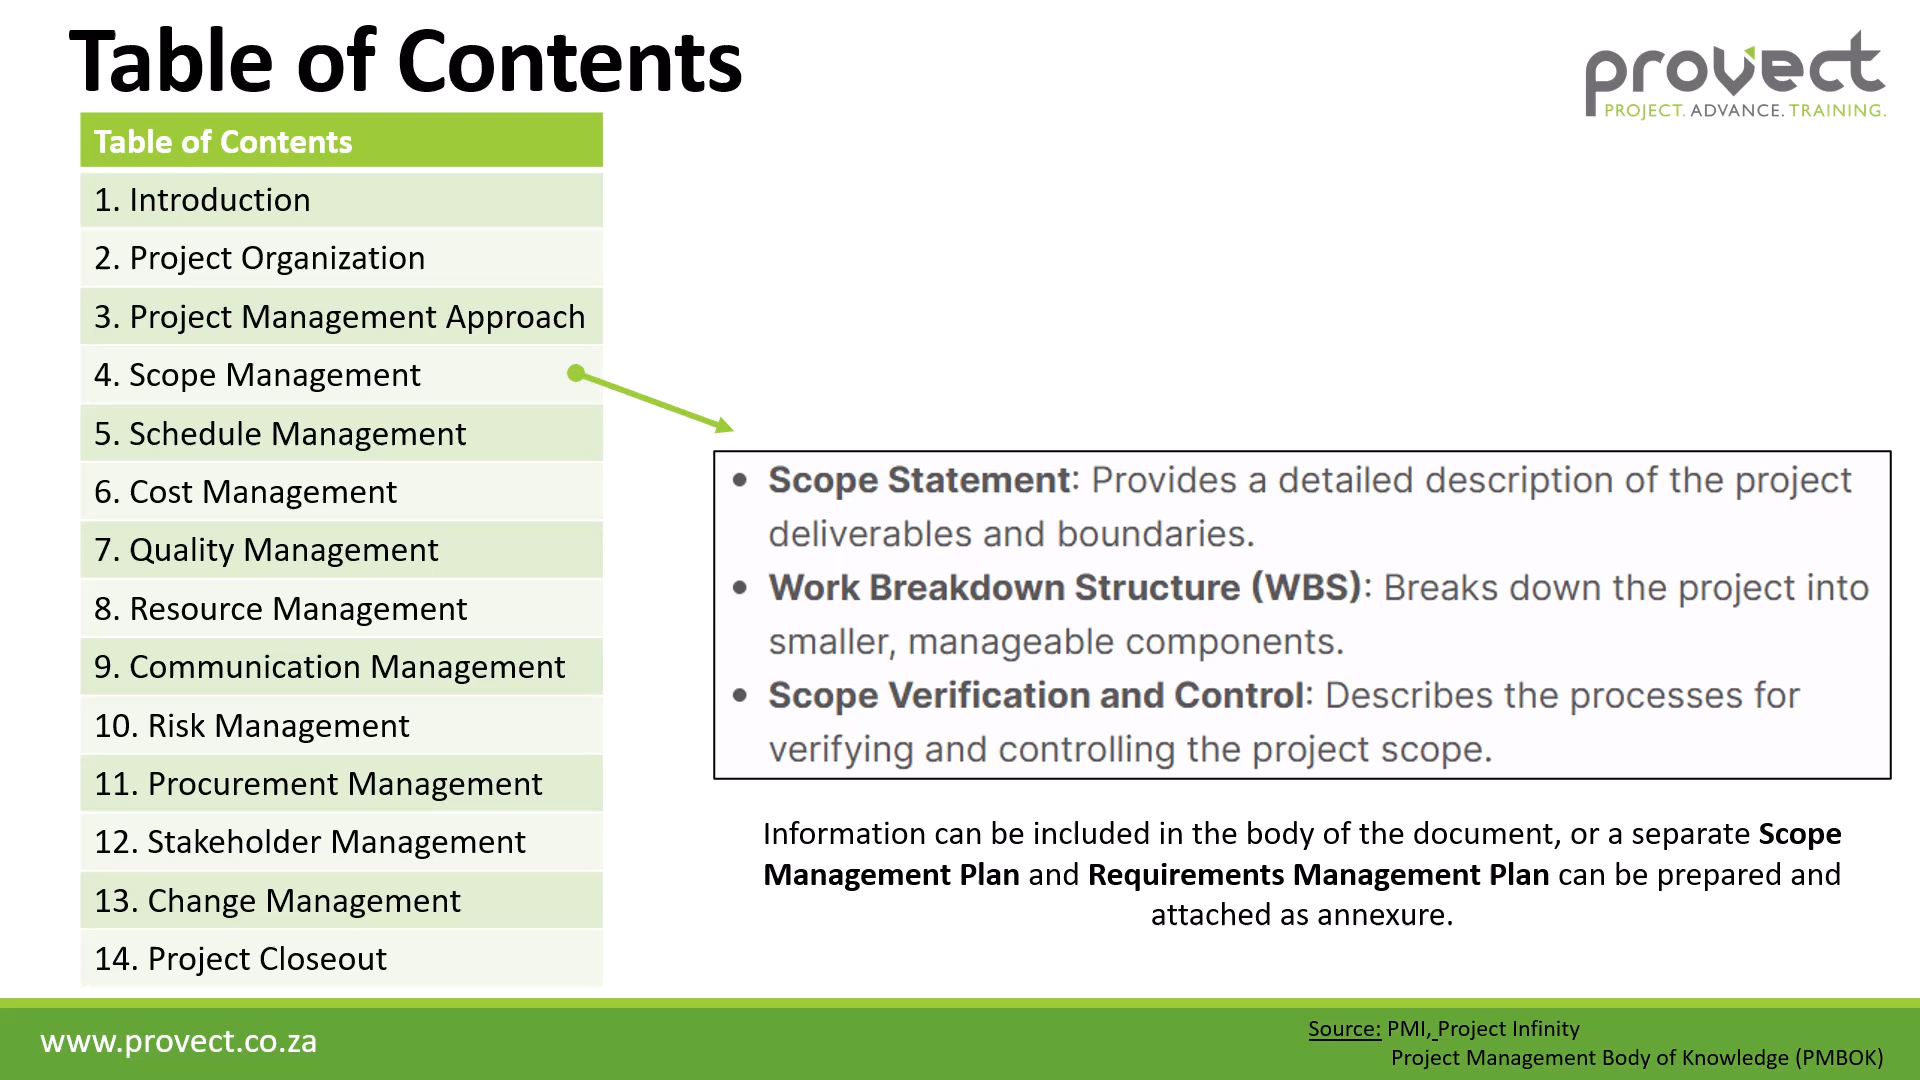 Table of Contents
provect
PROJECT. ADVANCE. TRAINING.
Table of Contents
1. Introduction
2. Project Organization
3. Project Management Approach
4. Scope Management
5. Schedule Management
6. Cost Management
7. Quality Management
8. Resource Management
9. Communication Management
10. Risk Management
11. Procurement Management
12. Stakeholder Management
13. Change Management
14. Project Closeout
• Scope Statement: Provides a detailed description of the project
deliverables and boundaries.
• Work Breakdown Structure (WBS): Breaks down the project into
smaller, manageable components.
• Scope Verification and Control: Describes the processes for
verifying and controlling the project scope.
Information can be included in the body of the document, or a separate Scope
Management Plan and Requirements Management Plan can be prepared and
attached as annexure.
www.provect.co.za
Source: PMI, Project Infinity
Project Management Body of Knowledge (PMBOK)